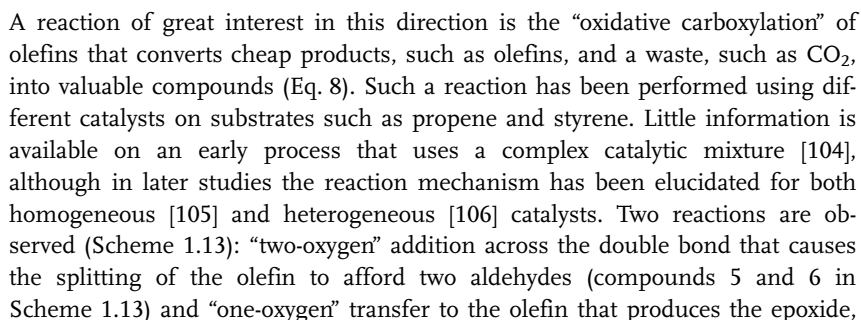 A reaction of great interest in this direction is the “oxidative carboxylation” of
olefins that converts cheap products, such as olefins, and a waste, such as CO₂,
into valuable compounds (Eq. 8). Such a reaction has been performed using dif-
ferent catalysts on substrates such as propene and styrene. Little information is
available on an early process that uses a complex catalytic mixture [104],
although in later studies the reaction mechanism has been elucidated for both
homogeneous [105] and heterogeneous [106] catalysts. Two reactions are ob-
served (Scheme 1.13): “two-oxygen” addition across the double bond that causes
the splitting of the olefin to afford two aldehydes (compounds 5 and 6 in
Scheme 1.13) and “one-oxygen” transfer to the olefin that produces the epoxide,